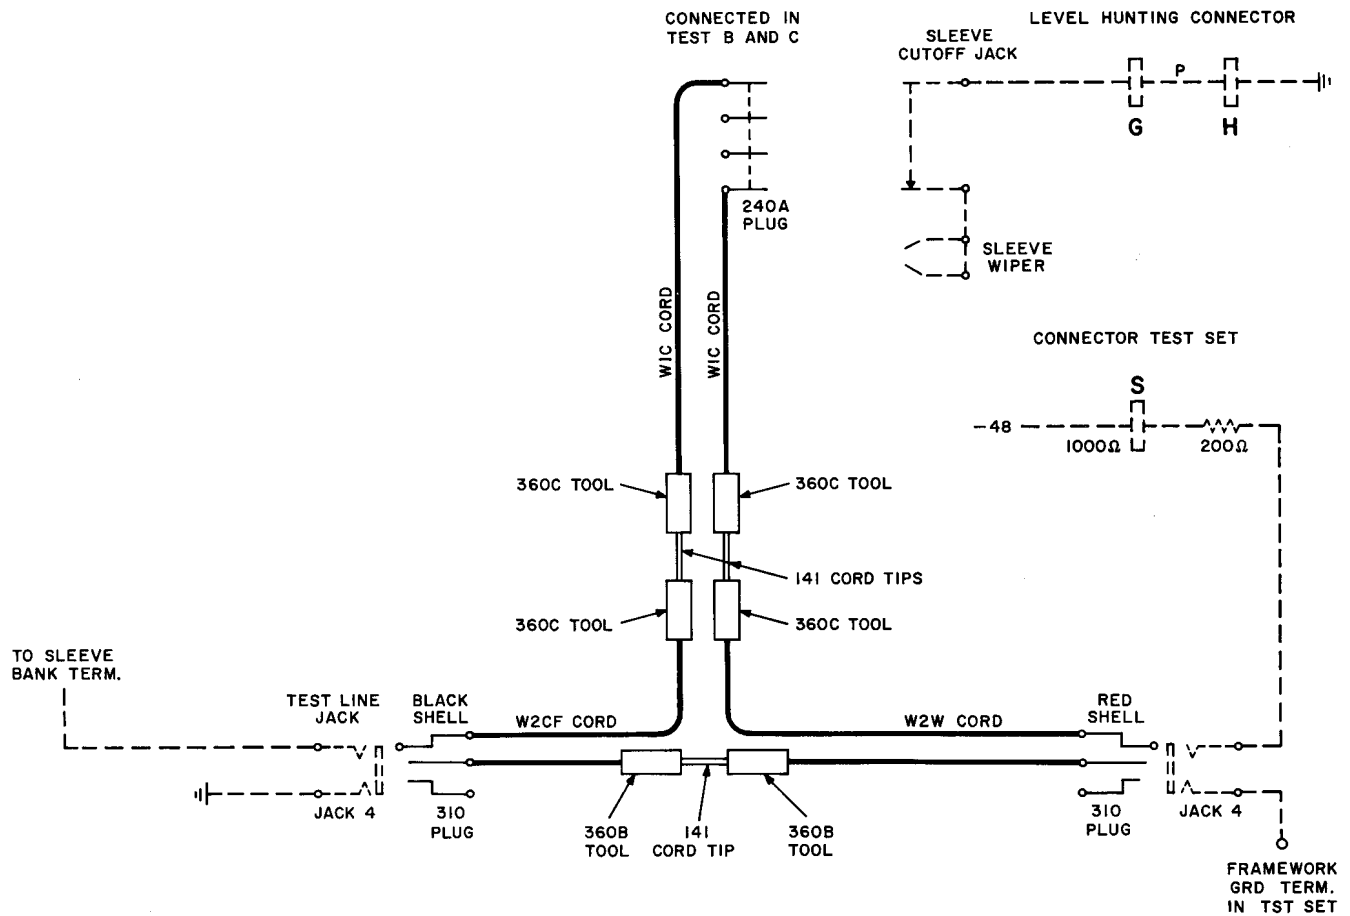 CONNECTED IN
TEST B AND C
LEVEL HUNTING CONNECTOR
SLEEVE
CUTOFF JACK
P
G
H
240A
PLUG
SLEEVE
WIPER
W1C CORD
W1C CORD
CONNECTOR TEST SET
S
-48
1000Ω
200Ω
360C TOOL
360C TOOL
141 CORD TIPS
360C TOOL
360C TOOL
TO SLEEVE
BANK TERM.
TEST LINE
JACK
BLACK
SHELL
W2CF CORD
W2W CORD
RED
SHELL
JACK 4
310
PLUG
360B
TOOL
141
CORD TIP
360B
TOOL
310
PLUG
JACK 4
FRAMEWORK
GRD TERM.
IN TST SET